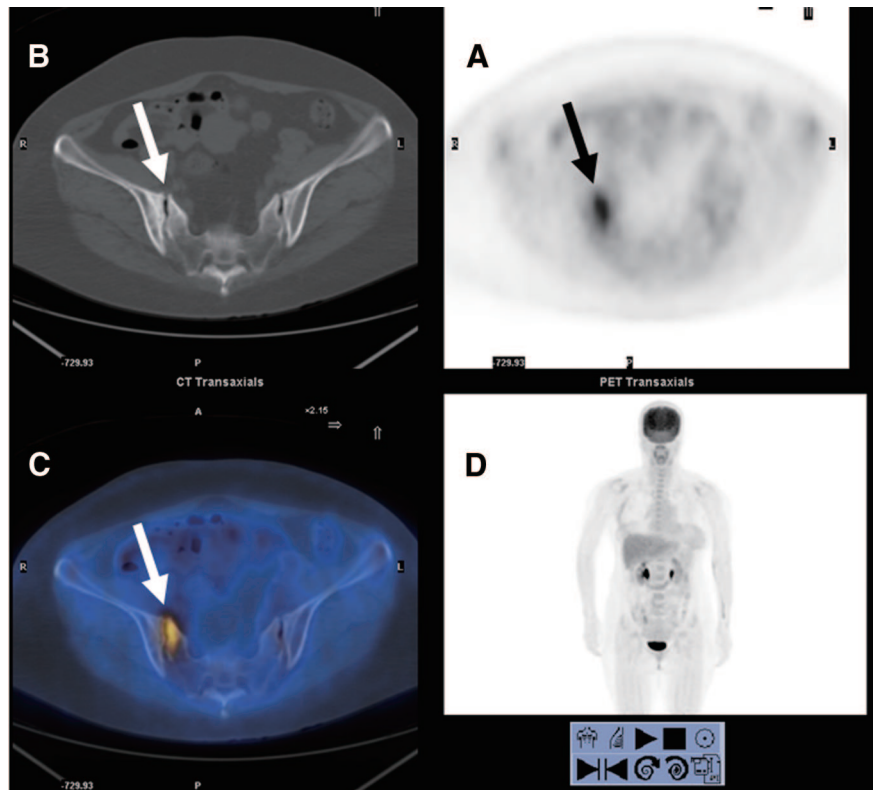 B
R
L
-729.93
P
CT Transaxials
A
R
L
-729.93
P
PET Transaxials
A
×2.15
C
R
L
-729.93
P
D